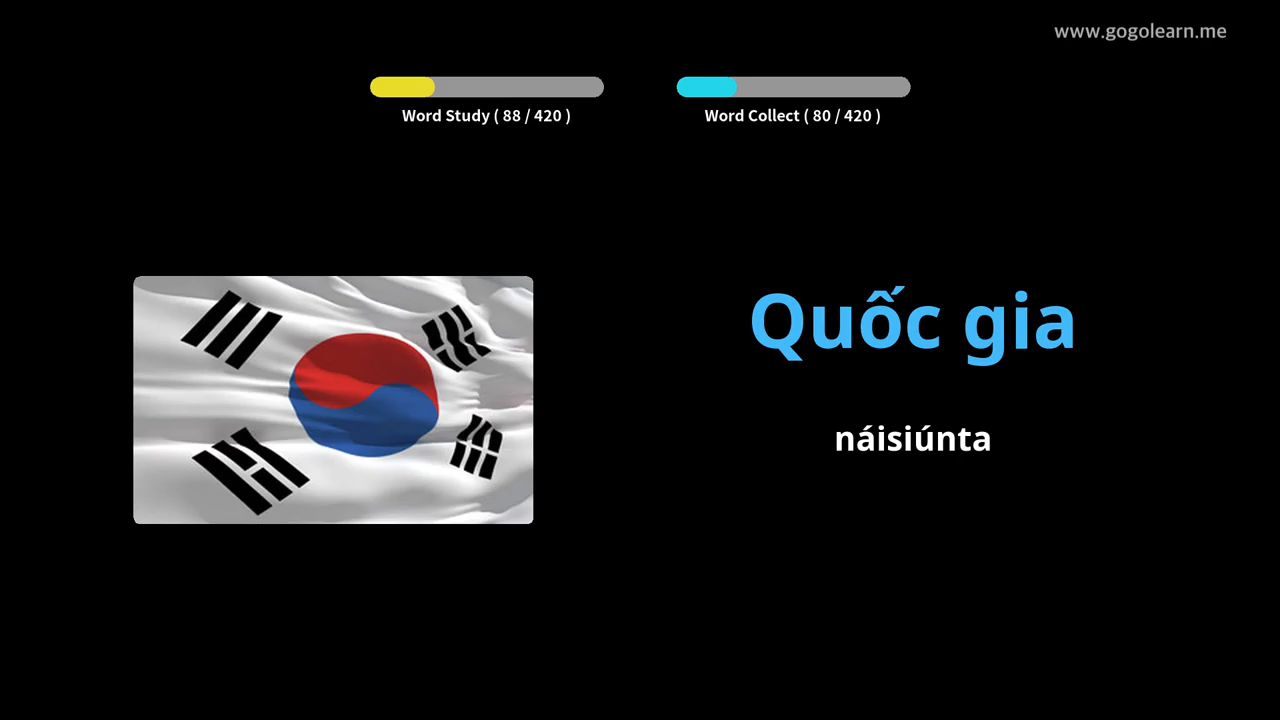 www.gogolearn.me
Word Study ( 88 / 420 )
Word Collect ( 80 / 420 )
Quốc gia
náisiúnta